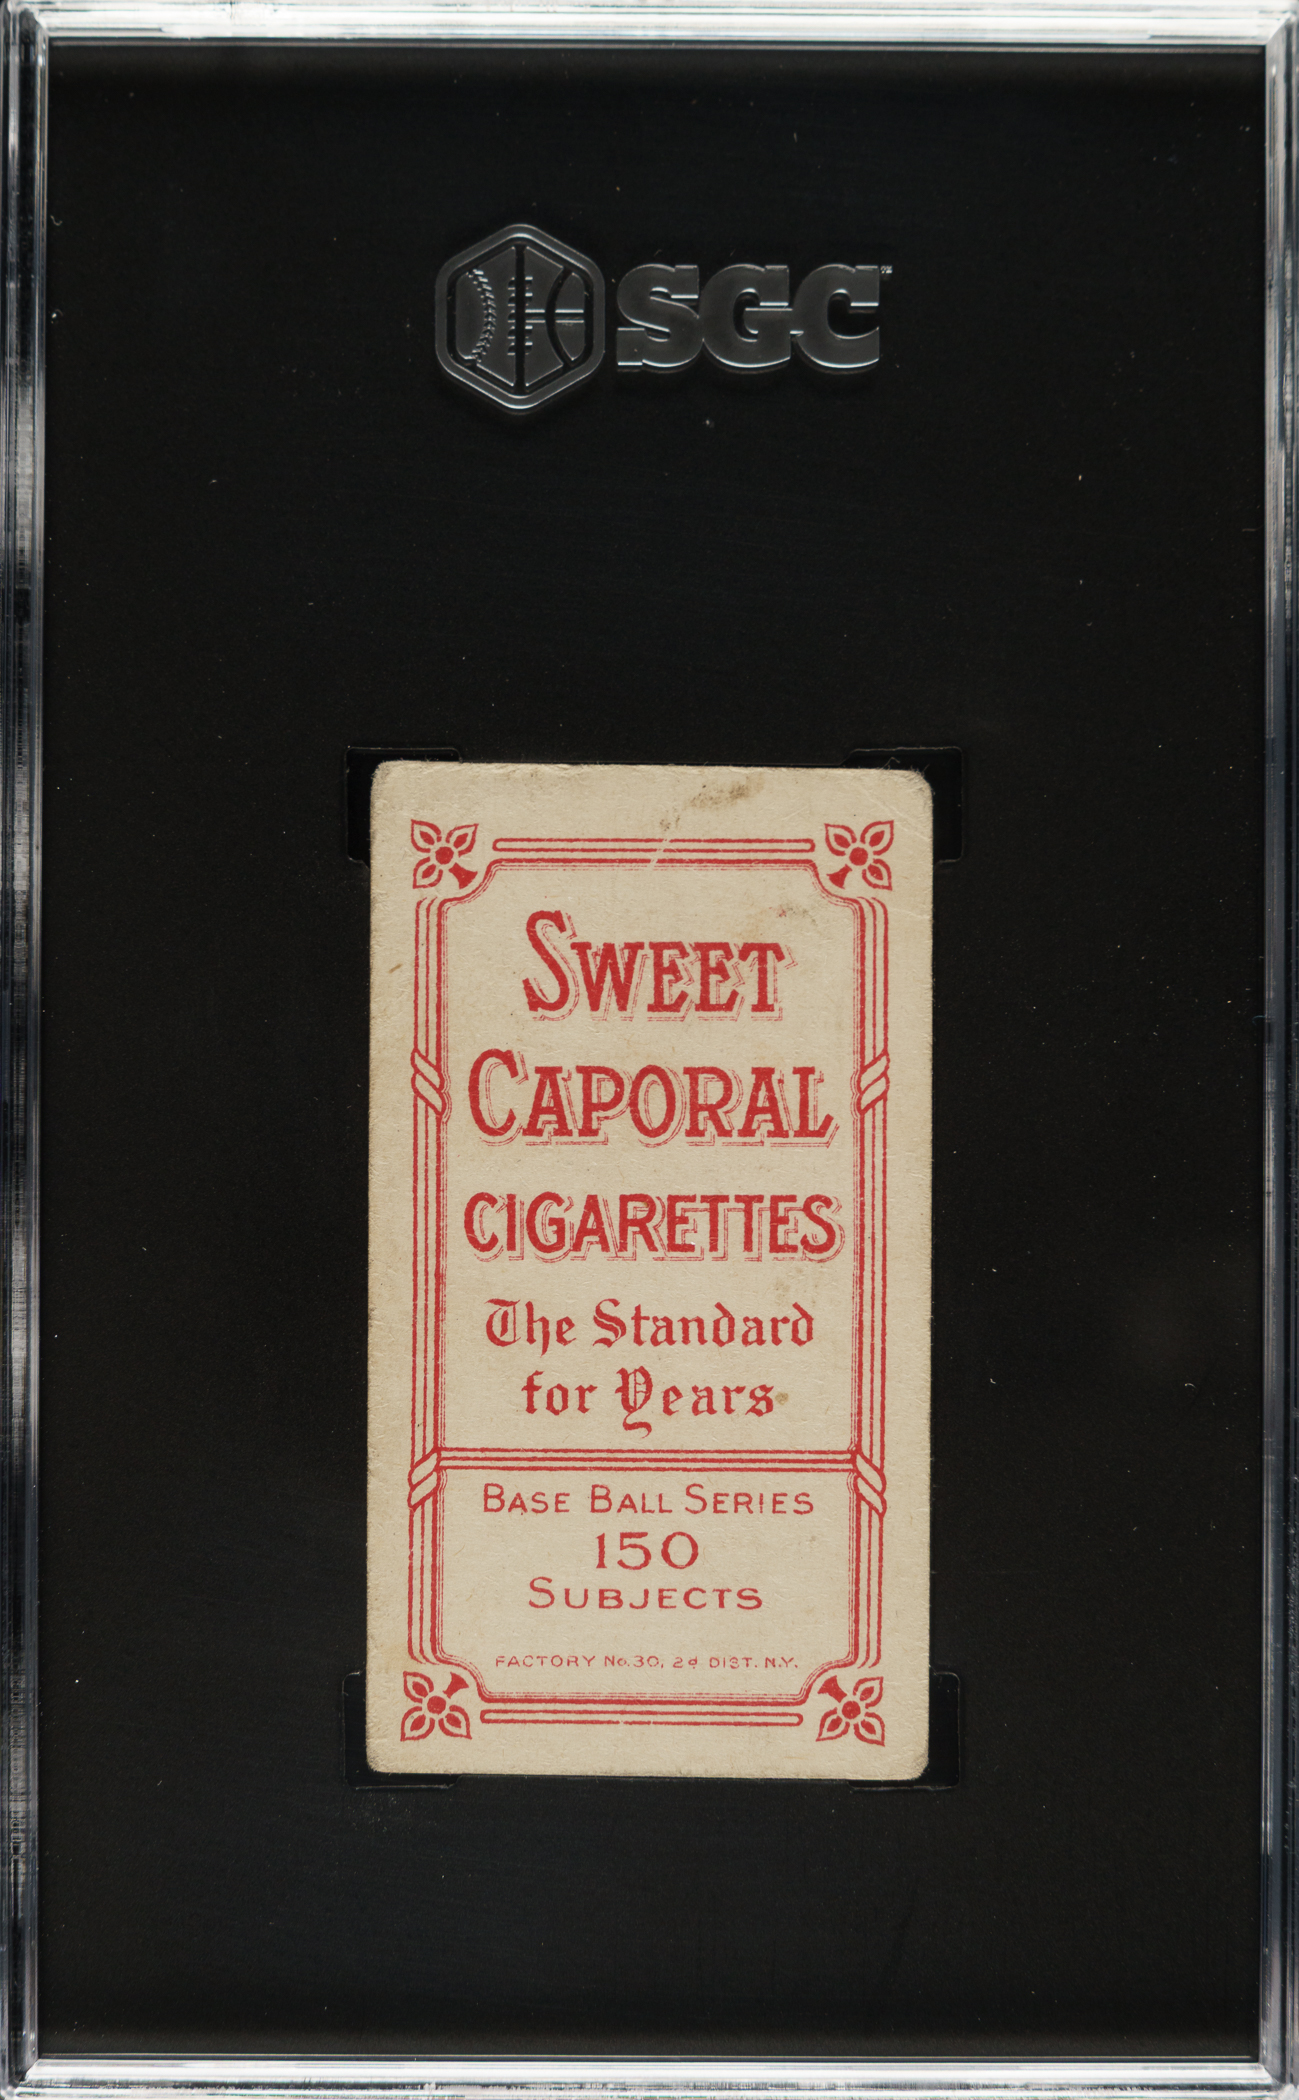 SGC
SWEET
CAPORAL
CIGARETTES
The Standard
for Years
BASE BALL SERIES
150
SUBJECTS
FACTORY No. 30, 2d DIST. N.Y.